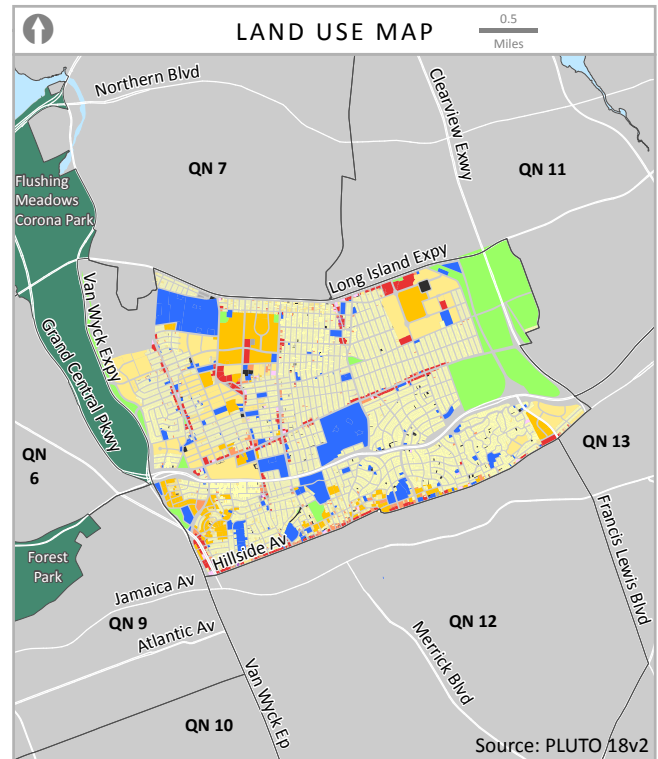 LAND USE MAP
0.5
Miles
Northern Blvd
Clearview Exwy
QN 7
QN 11
Flushing
Meadows
Corona Park
Long Island Expy
Van Wyck Expy
Grand Central Pkwy
QN
6
QN 13
Forest
Park
Hillside Av
Francis Lewis Blvd
Jamaica Av
QN 9
QN 12
Atlantic Av
Merrick Blvd
Van Wyck Ep
QN 10
Source: PLUTO 18v2